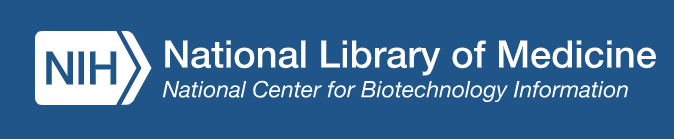 NIH
National Library of Medicine
National Center for Biotechnology Information